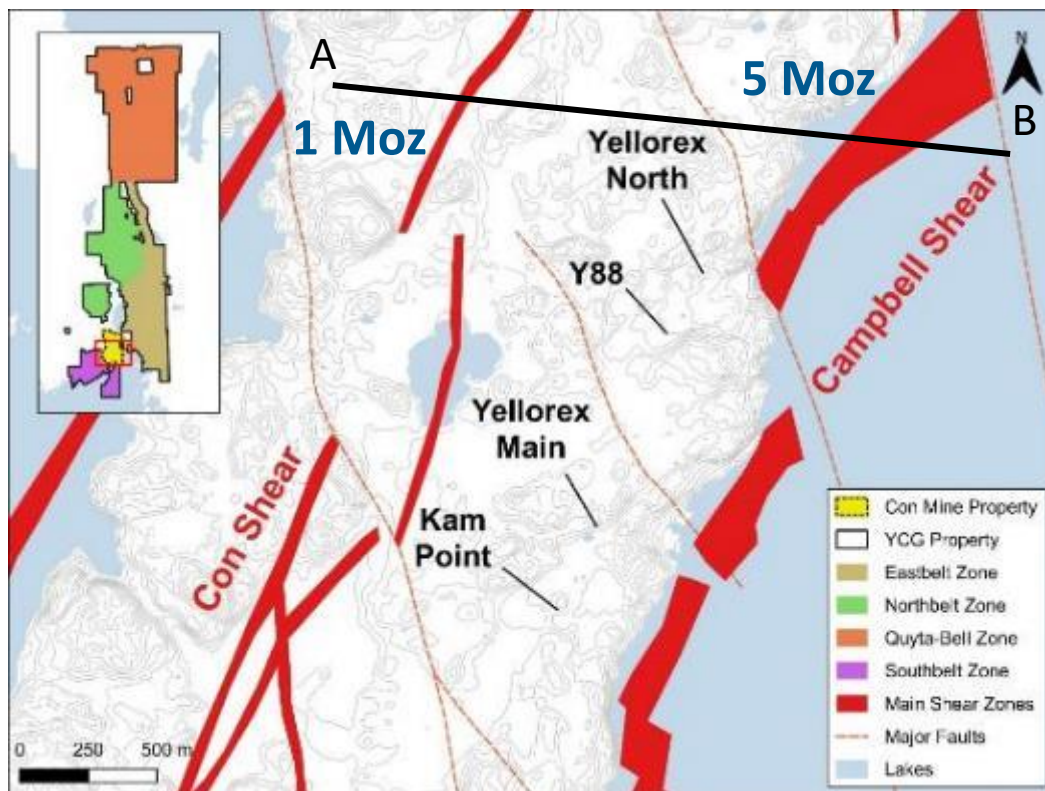 A
5 Moz
N
1 Moz
B
Yellorex
North
Y88
Campbell Shear
Yellorex
Main
Con Shear
Kam
Point
Con Mine Property
YCG Property
Eastbelt Zone
Northbelt Zone
Quyta-Bell Zone
Southbelt Zone
Main Shear Zones
Major Faults
Lakes
0 250 500 m